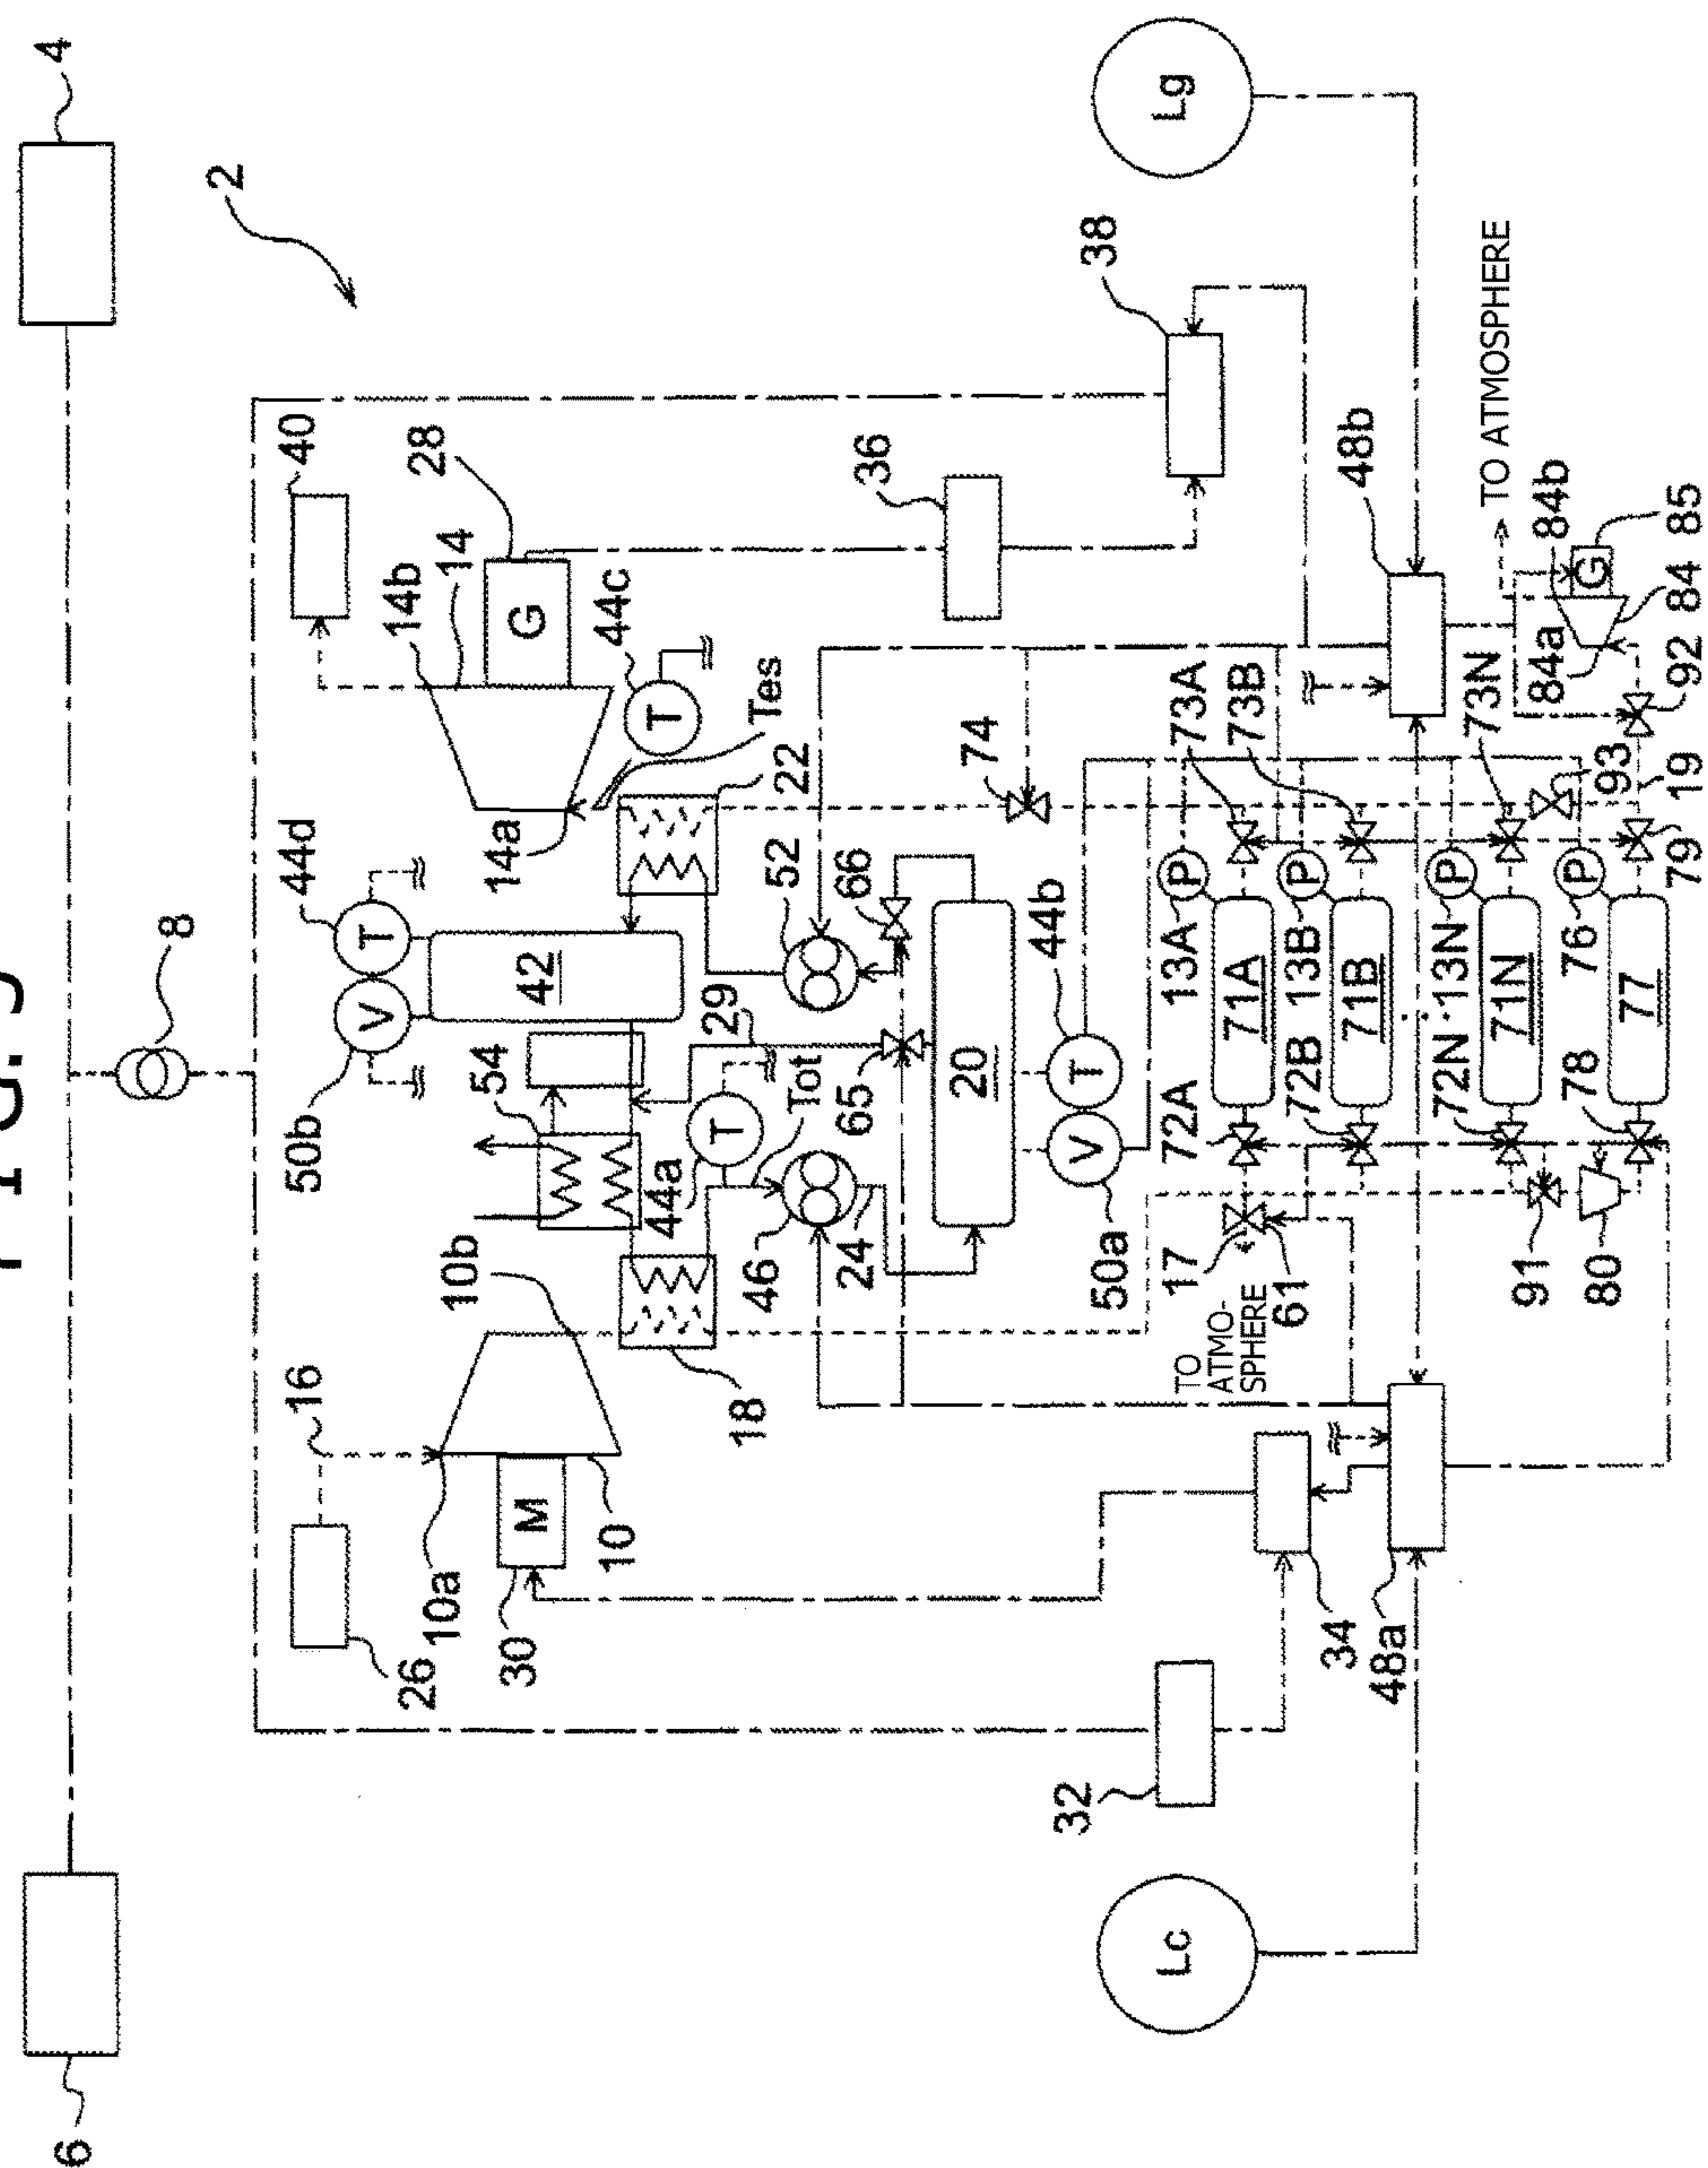 4
6
2
8
40
14
28
14b
G
44c
T
Tes
14a
22
44d
T
V
50b
42
54
16
26
10a
M
30
10
10b
18
44a
T
Tot
46
24
29
65
52
66
74
20
T
44b
V
50a
36
38
32
34
48a
48b
Lc
Lg
TO ATMOSPHERE
84b
85
G
84
84a
92
93
19
79
73A
73B
73N
13A
P
13B
P
13N
P
76
P
71A
71B
71N
77
72A
72B
72N
78
17
61
TO
ATMO-
SPHERE
91
80